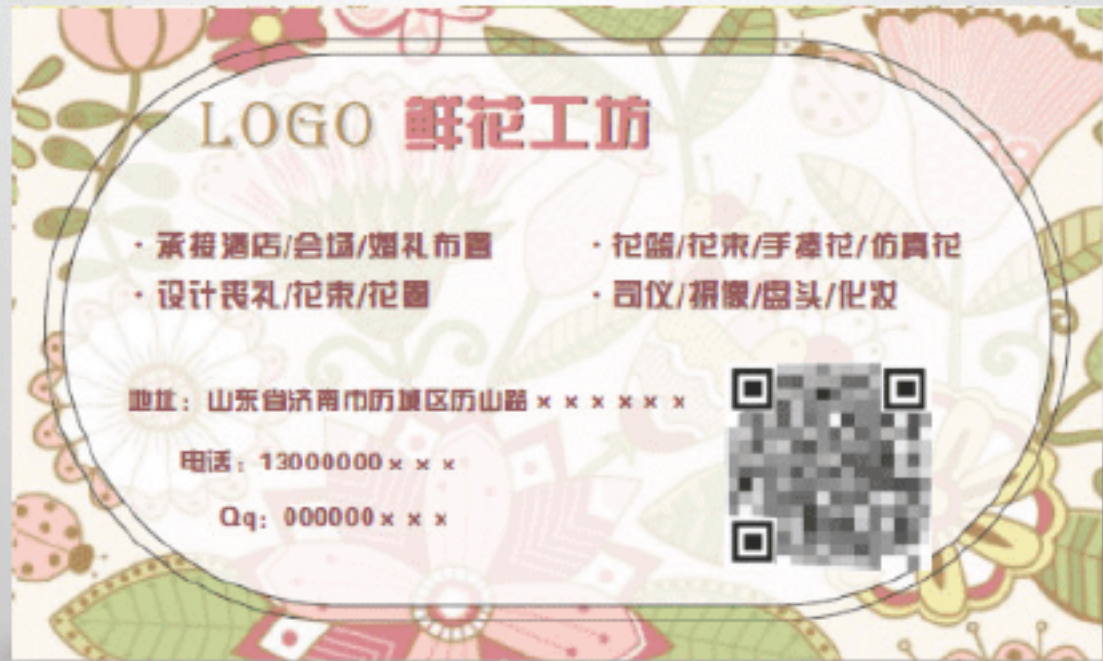 LOGO 鲜花工坊
· 承接酒店/会场/婚礼布置
· 花篮/花束/手捧花/仿真花
· 设计丧礼/花束/花圈
· 司仪/摄像/盘头/化妆
地址：山东省济南市历城区历山路××××××
电话：13000000×××
Qq：000000×××